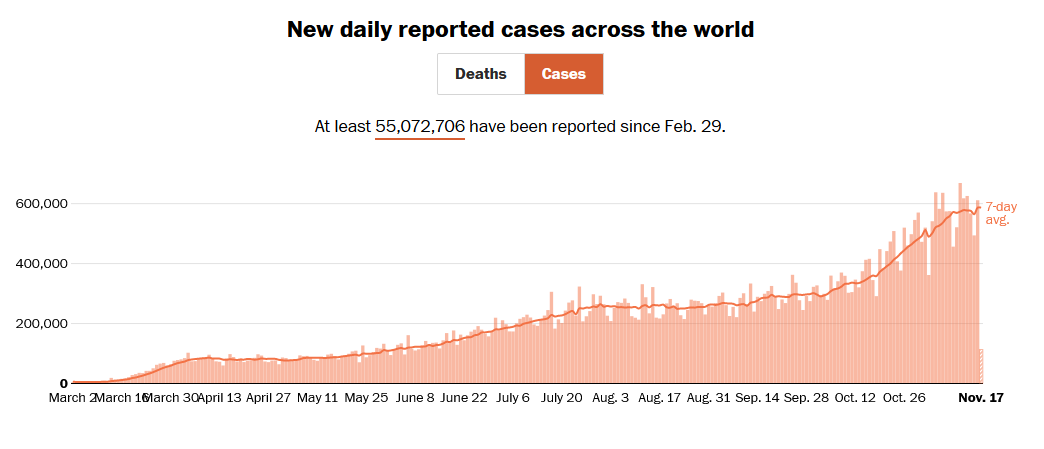 New daily reported cases across the world
Deaths Cases
At least 55,072,706 have been reported since Feb. 29.
600,000
7-day
avg.
400,000
200,000
0
March 2 March 16 March 30 April 13 April 27 May 11 May 25 June 8 June 22 July 6 July 20 Aug. 3 Aug. 17 Aug. 31 Sep. 14 Sep. 28 Oct. 12 Oct. 26 Nov. 17